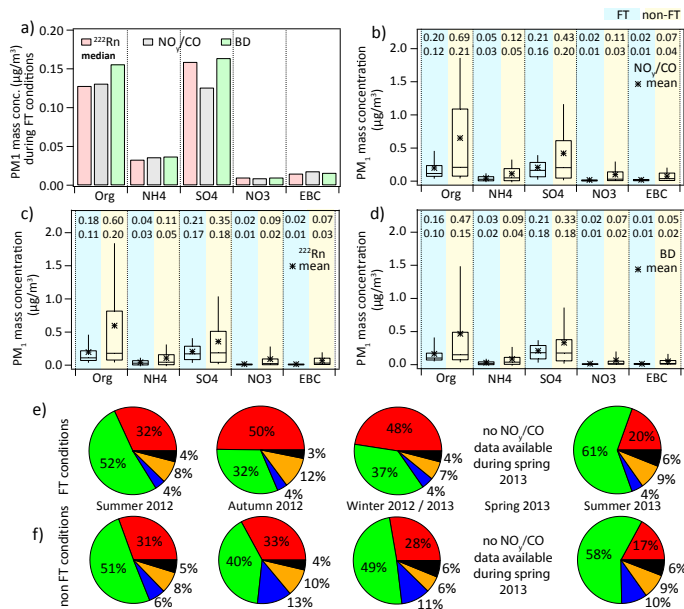 FT non-FT
a)
²²²Rn NOy/CO BD
median
PM1 mass conc. (µg/m³)
during FT conditions
0.20
0.15
0.10
0.05
0.00
Org NH4 SO4 NO3 EBC
b)
0.20 0.69 0.05 0.12 0.21 0.43 0.02 0.11 0.02 0.07
0.12 0.21 0.03 0.05 0.16 0.20 0.02 0.03 0.01 0.04
NOy/CO
mean
PM₁ mass concentration
(µg/m³)
2.0
1.5
1.0
0.5
0.0
Org NH4 SO4 NO3 EBC
c)
0.18 0.60 0.04 0.11 0.21 0.35 0.02 0.09 0.02 0.07
0.11 0.20 0.03 0.05 0.17 0.18 0.01 0.02 0.01 0.03
²²²Rn
mean
PM₁ mass concentration
(µg/m³)
2.0
1.5
1.0
0.5
0.0
Org NH4 SO4 NO3 EBC
d)
0.16 0.47 0.03 0.09 0.21 0.33 0.02 0.07 0.01 0.05
0.10 0.15 0.03 0.04 0.17 0.18 0.01 0.02 0.01 0.02
BD
mean
PM₁ mass concentration
(µg/m³)
2.0
1.5
1.0
0.5
0.0
Org NH4 SO4 NO3 EBC
e)
FT conditions
32%
4%
8%
4%
52%
50%
3%
12%
4%
32%
48%
4%
7%
4%
37%
no NOy/CO
data available
during spring
2013
20%
6%
9%
4%
61%
Summer 2012 Autumn 2012 Winter 2012 / 2013 Spring 2013 Summer 2013
f)
non FT conditions
31%
5%
8%
6%
51%
33%
4%
10%
13%
40%
28%
6%
6%
11%
49%
no NOy/CO
data available
during spring
2013
17%
6%
9%
10%
58%